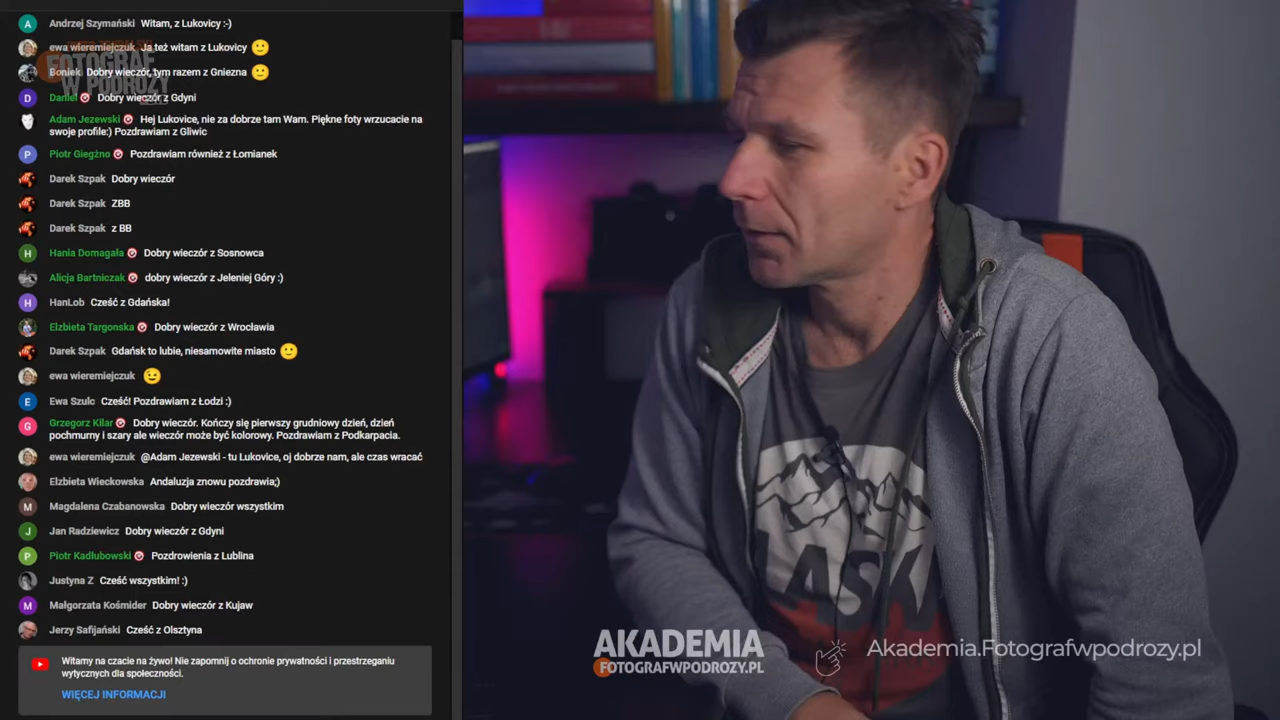 Andrzej Szymański Witam, z Lukovicy :-)
ewa wieremiejczuk Ja też witam z Lukovicy 🙂
FOTOGRAF
W PODRÓŻY
Boniek Dobry wieczór, tym razem z Gniezna 🙂
Daniel Dobry wieczór z Gdyni
Adam Jezewski Hej Lukovice, nie za dobrze tam Wam. Piękne foty wrzucacie na
swoje profile:) Pozdrawiam z Gliwic
Piotr Giegżno Pozdrawiam również z Łomianek
Darek Szpak Dobry wieczór
Darek Szpak ZBB
Darek Szpak z BB
Hania Domagała Dobry wieczór z Sosnowca
Alicja Bartniczak dobry wieczór z Jeleniej Góry :)
HanLob Cześć z Gdańska!
Elzbieta Targonska Dobry wieczór z Wrocławia
Darek Szpak Gdańsk to lubie, niesamowite miasto 🙂
ewa wieremiejczuk 😉
Ewa Szulc Cześć! Pozdrawiam z Łodzi :)
Grzegorz Kilar Dobry wieczór. Kończy się pierwszy grudniowy dzień, dzień
pochmurny i szary ale wieczór może być kolorowy. Pozdrawiam z Podkarpacia.
ewa wieremiejczuk @Adam Jezewski - tu Lukovice, oj dobrze nam, ale czas wracać
Elzbieta Wieckowska Andaluzja znowu pozdrawia;)
Magdalena Czabanowska Dobry wieczór wszystkim
Jan Radziewicz Dobry wieczór z Gdyni
Piotr Kadłubowski Pozdrowienia z Lublina
Justyna Z Cześć wszystkim! :)
Małgorzata Kośmider Dobry wieczór z Kujaw
Jerzy Safijański Cześć z Olsztyna
Witamy na czacie na żywo! Nie zapomnij o ochronie prywatności i przestrzeganiu
wytycznych dla społeczności.
WIĘCEJ INFORMACJI
LASK
AKADEMIA
FOTOGRAFWPODROZY.PL
Akademia.Fotografwpodrozy.pl